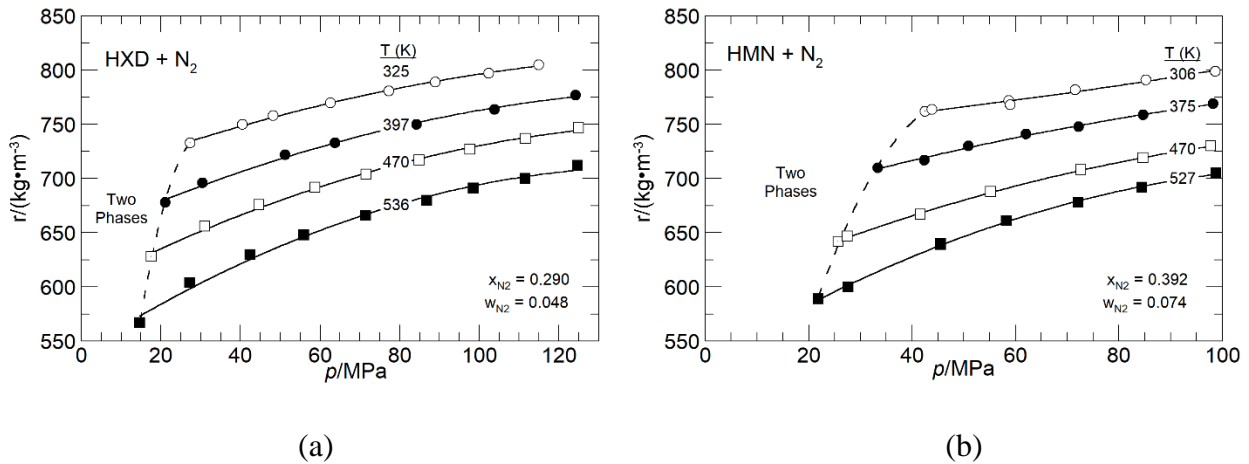 850
800
750
700
650
600
550
r/(kg•m⁻³)
HXD + N₂
T (K)
325
397
470
536
Two
Phases
x_N2 = 0.290
w_N2 = 0.048
0 20 40 60 80 100 120
p/MPa
(a)
850
800
750
700
650
600
550
r/(kg•m⁻³)
HMN + N₂
T (K)
306
375
470
527
Two
Phases
x_N2 = 0.392
w_N2 = 0.074
0 20 40 60 80 100
p/MPa
(b)